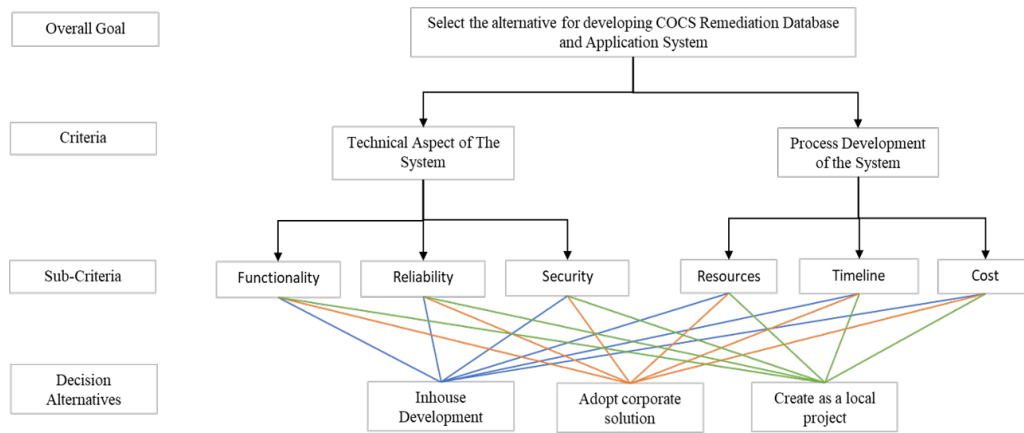 Overall Goal
Select the alternative for developing COCS Remediation Database
and Application System
Criteria
Technical Aspect of The
System
Process Development
of the System
Sub-Criteria
Functionality
Reliability
Security
Resources
Timeline
Cost
Decision
Alternatives
Inhouse
Development
Adopt corporate
solution
Create as a local
project